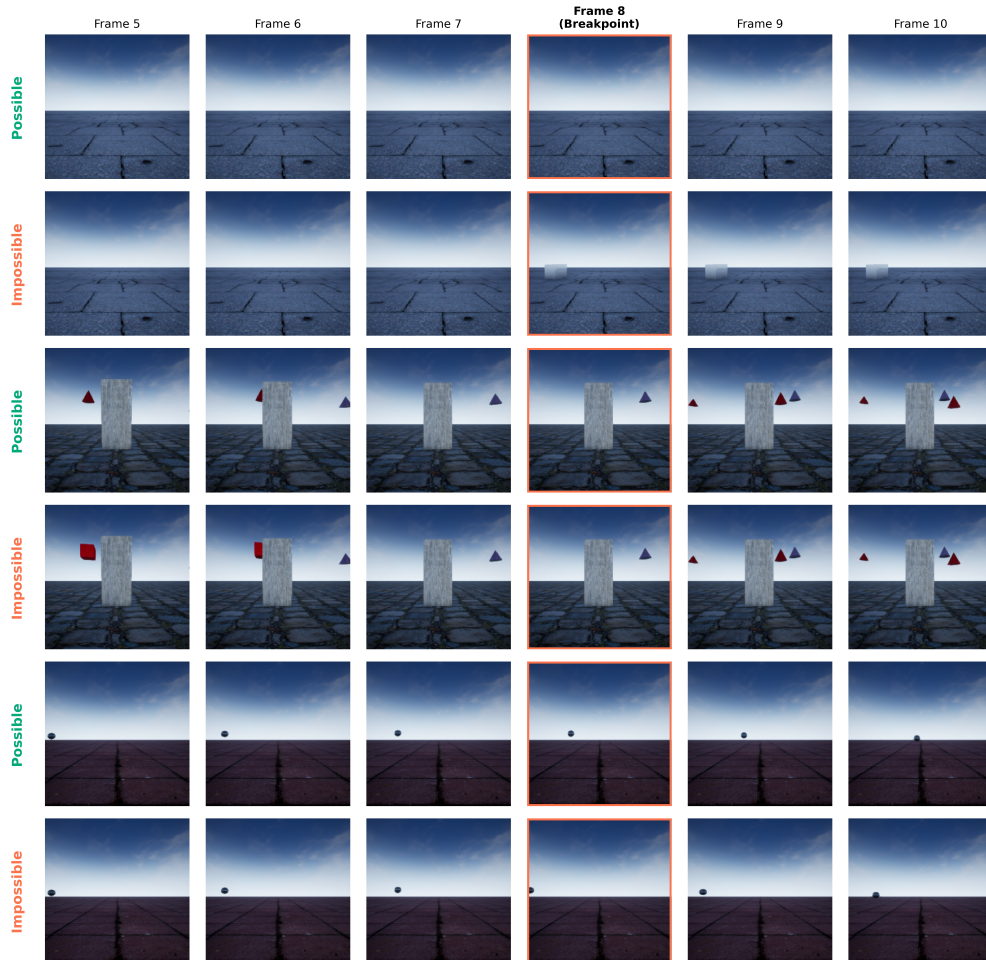 Frame 5
Frame 6
Frame 7
Frame 8
(Breakpoint)
Frame 9
Frame 10
Possible
Impossible
Possible
Impossible
Possible
Impossible